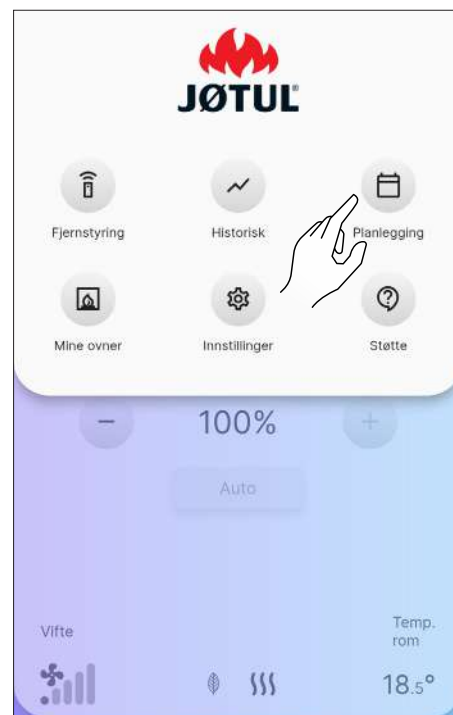 JØTUL
Fjernstyring Historisk Planlegging
Mine ovner Innstillinger Støtte
− 100% +
Auto
Vifte Temp. rom
18.5°